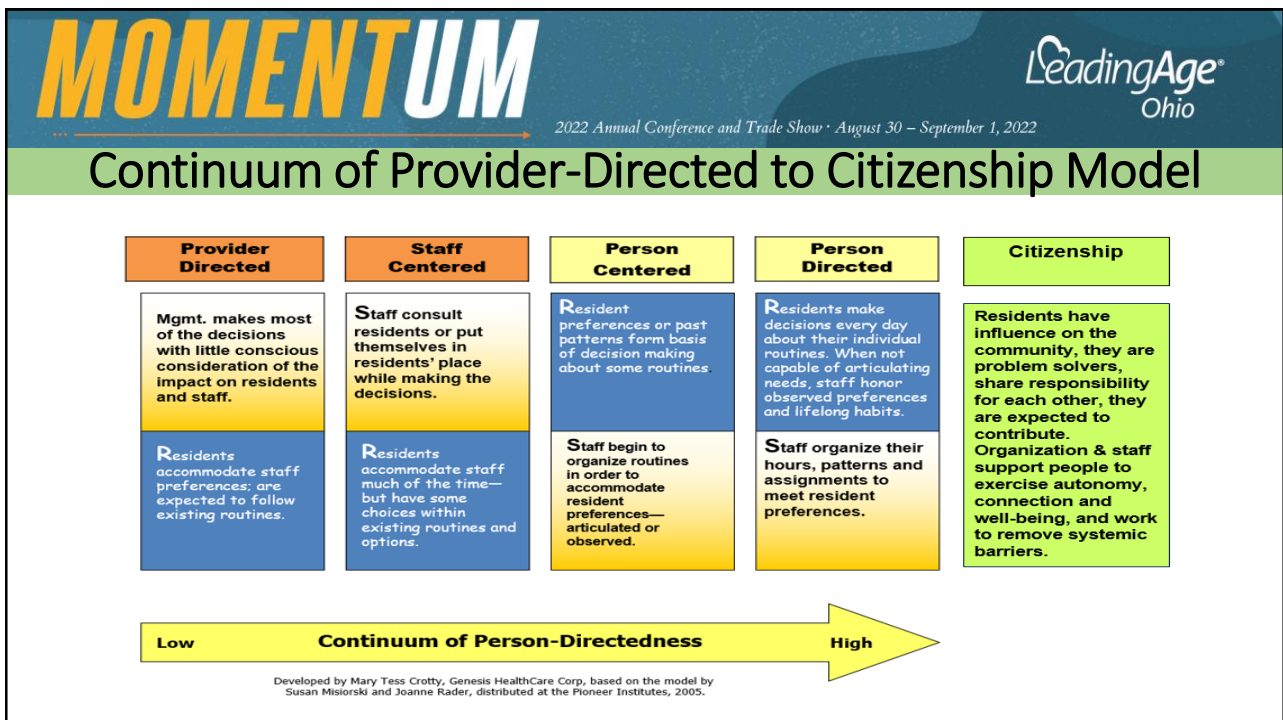 MOMENTUM
LeadingAge®
Ohio
2022 Annual Conference and Trade Show · August 30 – September 1, 2022
Continuum of Provider-Directed to Citizenship Model
Provider
Directed
Mgmt. makes most
of the decisions
with little conscious
consideration of the
impact on residents
and staff.
Residents
accommodate staff
preferences; are
expected to follow
existing routines.
Staff
Centered
Staff consult
residents or put
themselves in
residents' place
while making the
decisions.
Residents
accommodate staff
much of the time—
but have some
choices within
existing routines and
options.
Person
Centered
Resident
preferences or past
patterns form basis
of decision making
about some routines.
Staff begin to
organize routines
in order to
accommodate
resident
preferences—
articulated or
observed.
Person
Directed
Residents make
decisions every day
about their individual
routines. When not
capable of articulating
needs, staff honor
observed preferences
and lifelong habits.
Staff organize their
hours, patterns and
assignments to
meet resident
preferences.
Citizenship
Residents have
influence on the
community, they are
problem solvers,
share responsibility
for each other, they
are expected to
contribute.
Organization & staff
support people to
exercise autonomy,
connection and
well-being, and work
to remove systemic
barriers.
Low Continuum of Person-Directedness High
Developed by Mary Tess Crotty, Genesis HealthCare Corp, based on the model by
Susan Misiorski and Joanne Rader, distributed at the Pioneer Institutes, 2005.